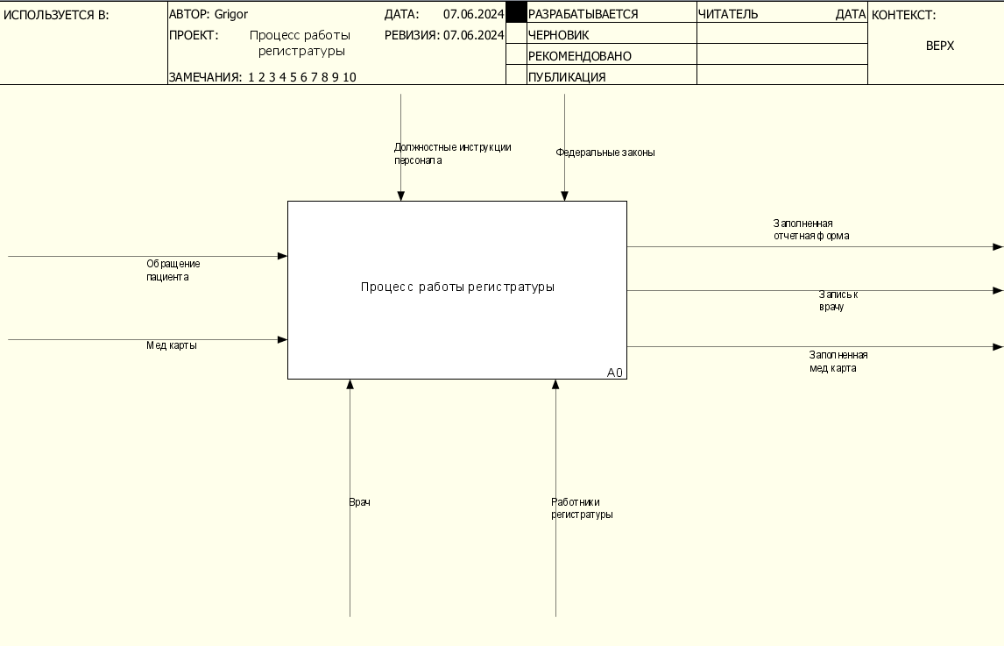 ИСПОЛЬЗУЕТСЯ В:
АВТОР: Grigor
ДАТА: 07.06.2024
РАЗРАБАТЫВАЕТСЯ
ЧИТАТЕЛЬ
ДАТА
КОНТЕКСТ:
ПРОЕКТ: Процесс работы
регистратуры
РЕВИЗИЯ: 07.06.2024
ЧЕРНОВИК
ВЕРХ
РЕКОМЕНДОВАНО
ЗАМЕЧАНИЯ: 1 2 3 4 5 6 7 8 9 10
ПУБЛИКАЦИЯ
Должностные инструкции
персонала
Федеральные законы
Заполненная
отчетная форма
Обращение
пациента
Процесс работы регистратуры
Запись к
врачу
Мед карты
Заполненная
мед карта
A0
Врач
Работники
регистратуры